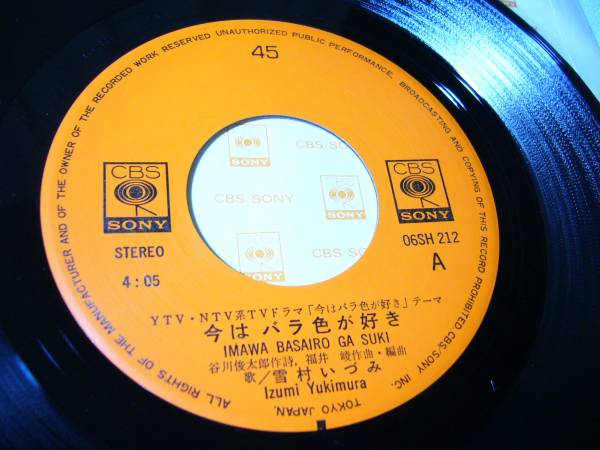 45
UNAUTHORIZED PUBLIC PERFORMANCE, BROADCASTING AND COPYING OF THIS RECORD PROHIBITED.
CBS/SONY INC. TOKYO JAPAN.
ALL RIGHTS OF THE MANUFACTURER AND OF THE OWNER OF THE RECORDED WORK RESERVED
CBS
SONY
CBS
SONY
SONY
CBS SO
CBS SONY
SONY
CBS S
SONY
STEREO
4:05
06SH 212
A
YTV・NTV系TVドラマ「今はバラ色が好き」テーマ
今は バラ色が好き
IMAWA BASAIRO GA SUKI
谷川俊太郎作詩,福井 崚作曲・編曲
歌/雪村いづみ
Izumi Yukimura